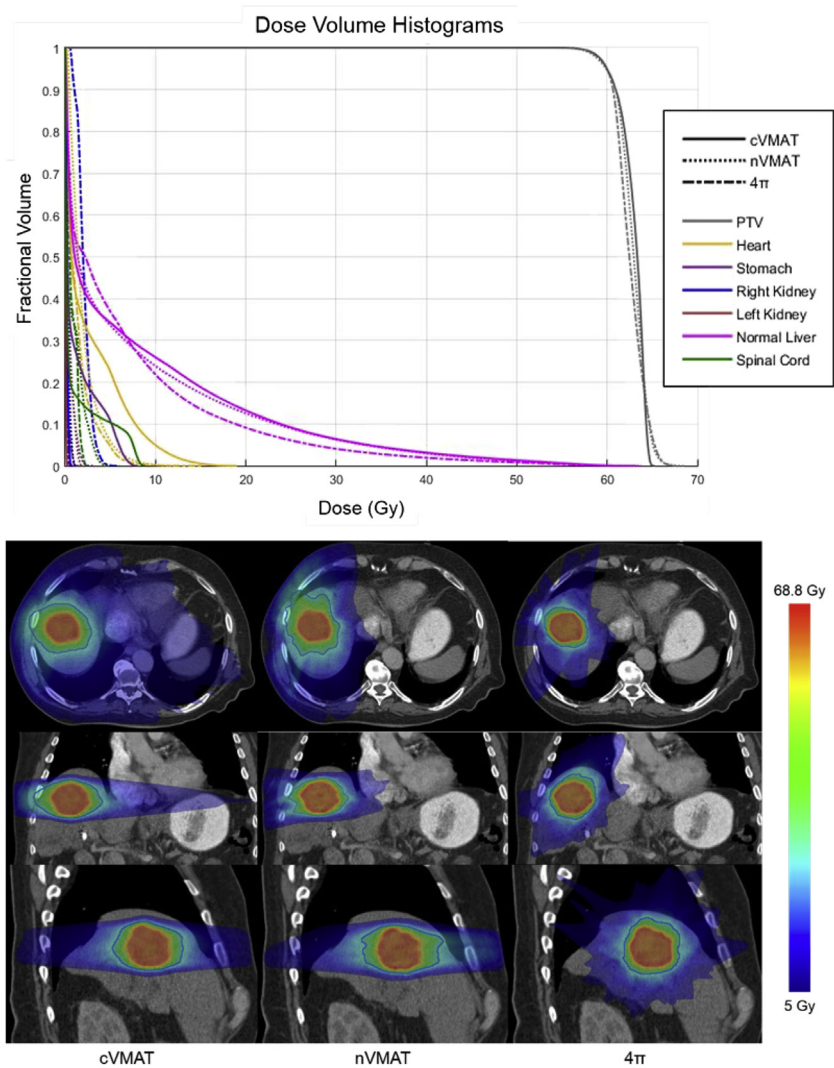 Dose Volume Histograms
1
0.9
0.8
0.7
0.6
0.5
0.4
0.3
0.2
0.1
0
Fractional Volume
0 10 20 30 40 50 60 70
Dose (Gy)
cVMAT
nVMAT
4π
PTV
Heart
Stomach
Right Kidney
Left Kidney
Normal Liver
Spinal Cord
68.8 Gy
5 Gy
cVMAT nVMAT 4π